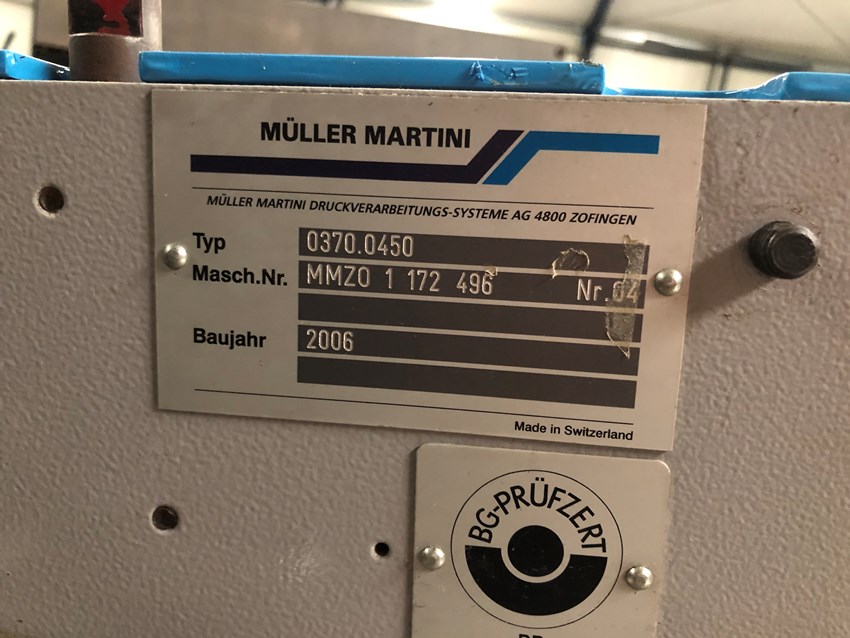 MÜLLER MARTINI
MÜLLER MARTINI DRUCKVERARBEITUNGS-SYSTEME AG 4800 ZOFINGEN
Typ 0370.0450
Masch.Nr. MMZO 1 172 496 Nr.04
Baujahr 2006
Made in Switzerland
BG-PRÜFZERT